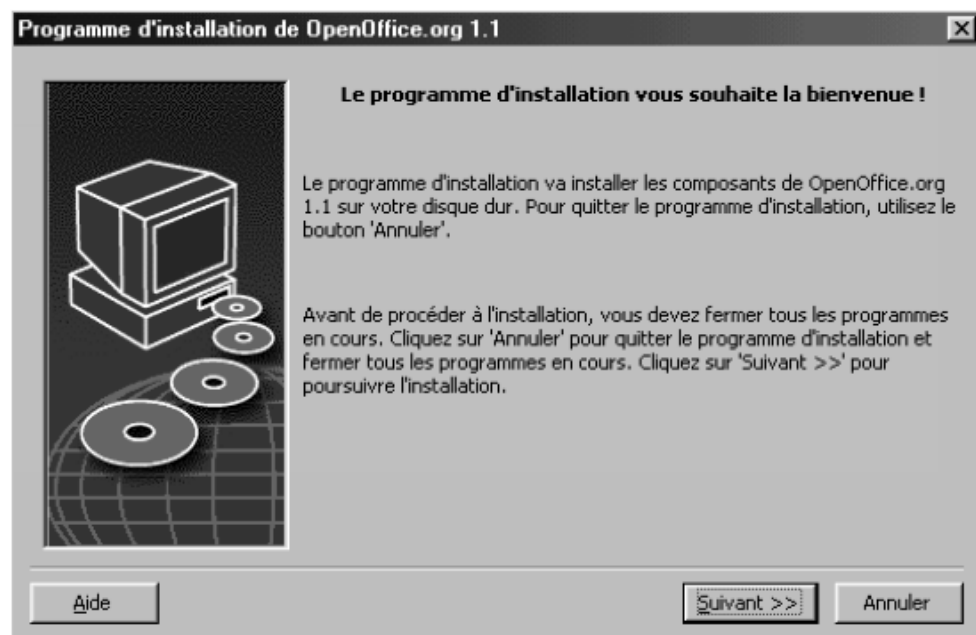 Programme d'installation de OpenOffice.org 1.1
Le programme d'installation vous souhaite la bienvenue !
Le programme d'installation va installer les composants de OpenOffice.org
1.1 sur votre disque dur. Pour quitter le programme d'installation, utilisez le
bouton 'Annuler'.
Avant de procéder à l'installation, vous devez fermer tous les programmes
en cours. Cliquez sur 'Annuler' pour quitter le programme d'installation et
fermer tous les programmes en cours. Cliquez sur 'Suivant >>' pour
poursuivre l'installation.
Aide
Suivant >>
Annuler